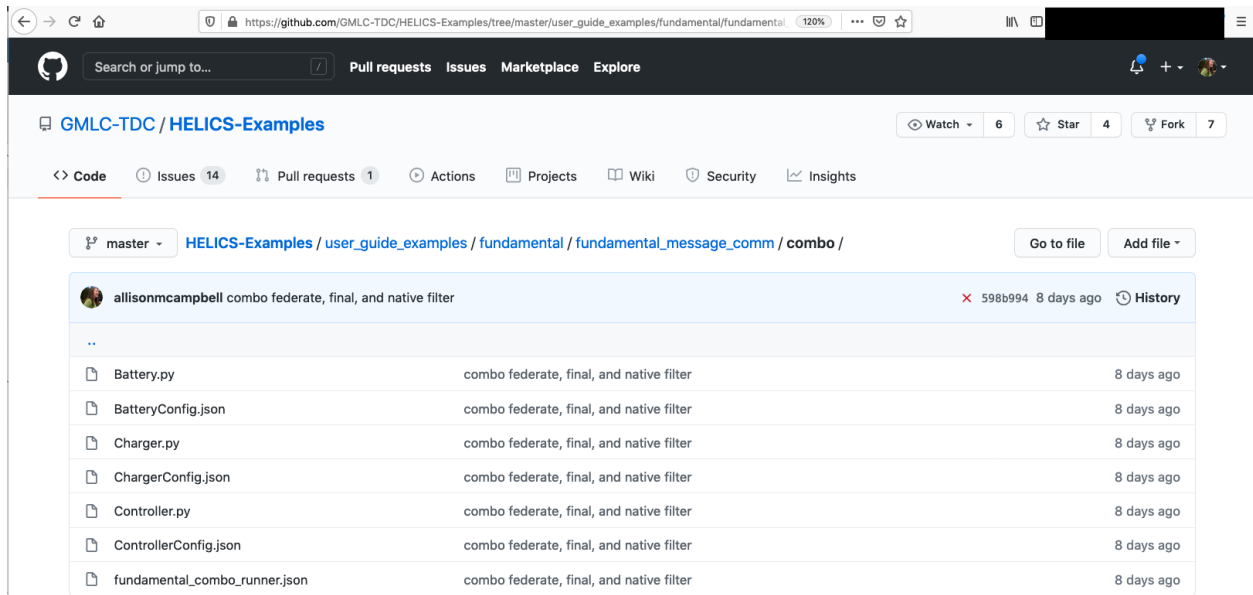 https://github.com/GMLC-TDC/HELICS-Examples/tree/master/user_guide_examples/fundamental/fundamental_ 120%
Search or jump to... / Pull requests Issues Marketplace Explore
GMLC-TDC / HELICS-Examples Watch 6 Star 4 Fork 7
Code Issues 14 Pull requests 1 Actions Projects Wiki Security Insights
master HELICS-Examples / user_guide_examples / fundamental / fundamental_message_comm / combo / Go to file Add file
allisonmcampbell combo federate, final, and native filter 598b994 8 days ago History
..
Battery.py combo federate, final, and native filter 8 days ago
BatteryConfig.json combo federate, final, and native filter 8 days ago
Charger.py combo federate, final, and native filter 8 days ago
ChargerConfig.json combo federate, final, and native filter 8 days ago
Controller.py combo federate, final, and native filter 8 days ago
ControllerConfig.json combo federate, final, and native filter 8 days ago
fundamental_combo_runner.json combo federate, final, and native filter 8 days ago